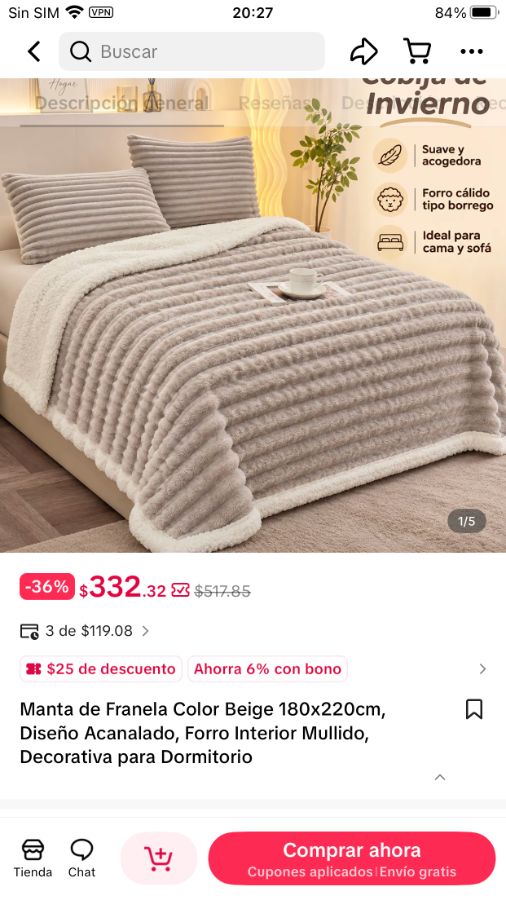 Sin SIM VPN 20:27 84%
Buscar
Cobija de
Invierno
Hogar
Descripción general Reseñas
Suave y
acogedora
Forro cálido
tipo borrego
Ideal para
cama y sofá
1/5
-36% $332.32 $517.85
3 de $119.08
$25 de descuento Ahorra 6% con bono
Manta de Franela Color Beige 180x220cm,
Diseño Acanalado, Forro Interior Mullido,
Decorativa para Dormitorio
Tienda Chat
Comprar ahora
Cupones aplicados | Envío gratis